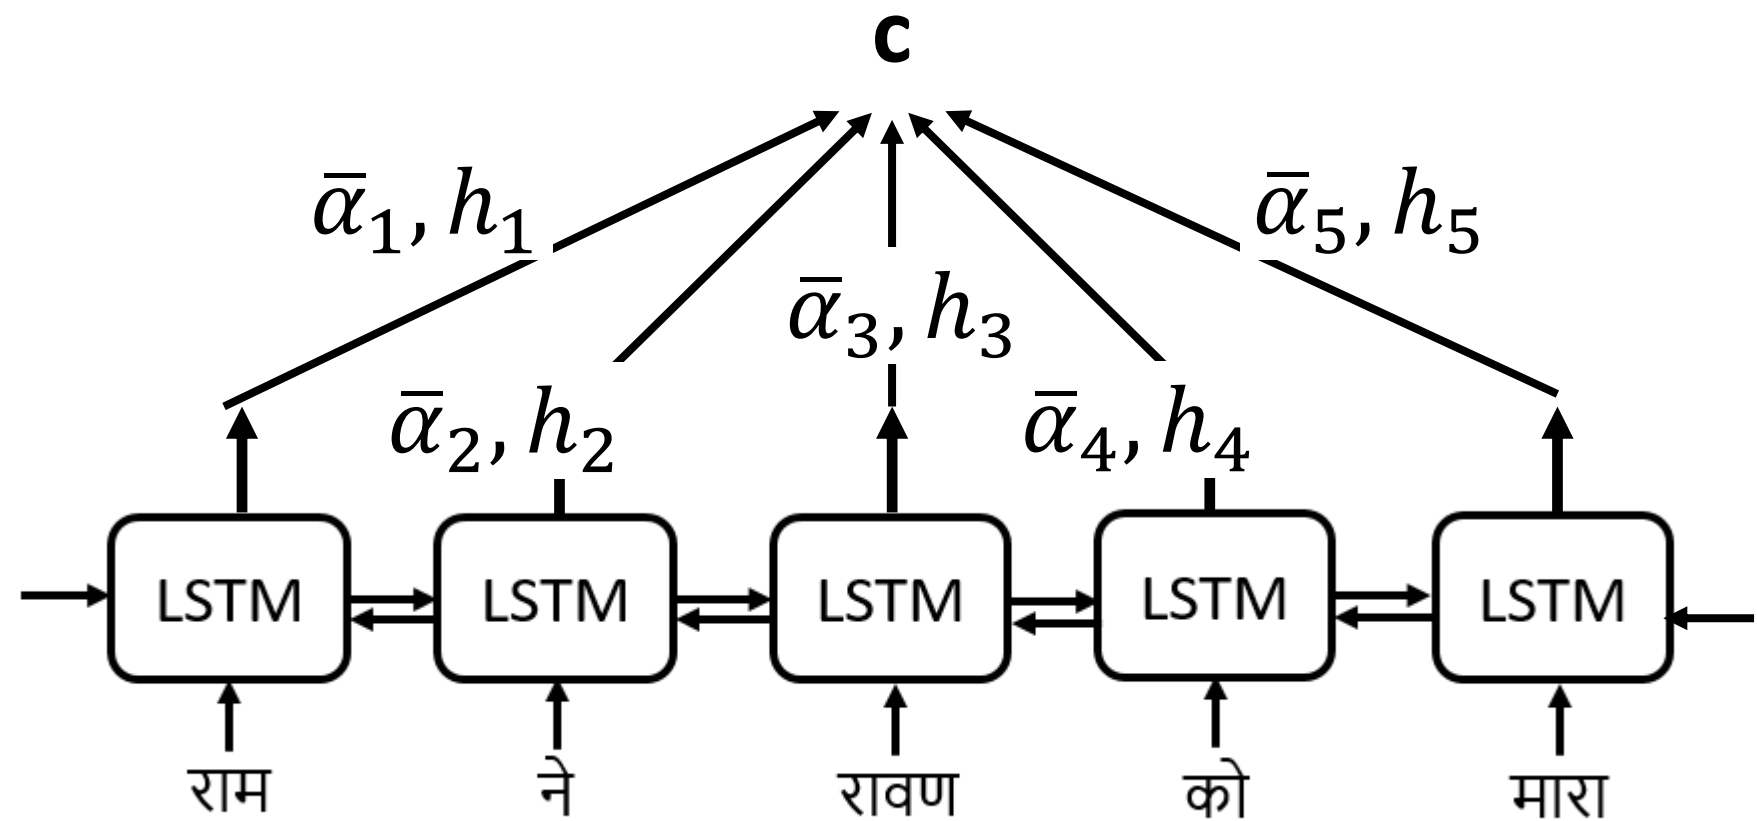 c
ᾱ₁, h₁
ᾱ₅, h₅
ᾱ₃, h₃
ᾱ₂, h₂
ᾱ₄, h₄
LSTM LSTM LSTM LSTM LSTM
राम ने रावण को मारा